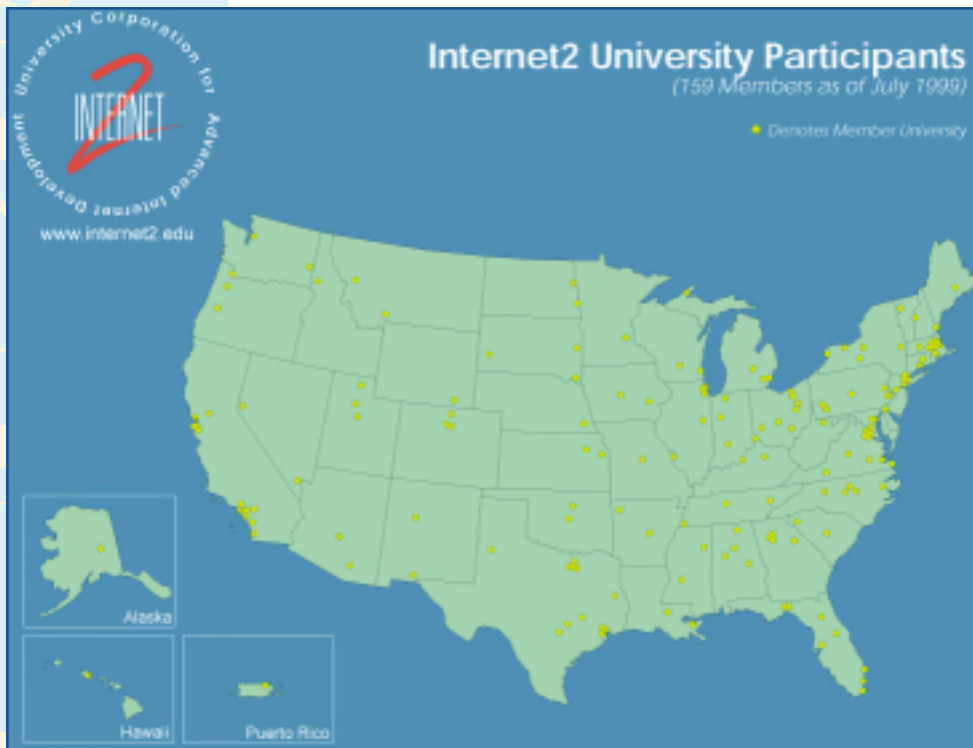 University Corporation for Advanced Internet Development
INTERNET
2
www.internet2.edu
Internet2 University Participants
(159 Members as of July 1999)
Denotes Member University
Alaska
Hawaii
Puerto Rico